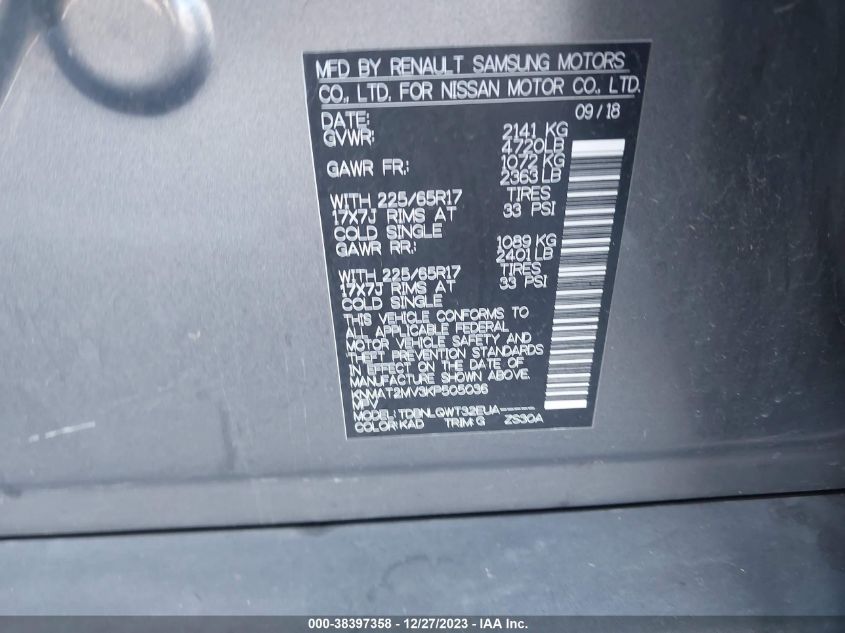 MFD BY RENAULT SAMSUNG MOTORS
CO., LTD. FOR NISSAN MOTOR CO., LTD.
DATE: 09/18
GVWR: 2141 KG
4720LB
GAWR FR: 1072 KG
2363 LB
WITH 225/65R17 TIRES
17X7J RIMS AT 33 PSI
COLD SINGLE
GAWR RR: 1089 KG
2401 LB
WITH 225/65R17 TIRES
17X7J RIMS AT 33 PSI
COLD SINGLE
THIS VEHICLE CONFORMS TO
ALL APPLICABLE FEDERAL
MOTOR VEHICLE SAFETY AND
THEFT PREVENTION STANDARDS
IN EFFECT ON THE DATE OF
MANUFACTURE SHOWN ABOVE.
KNMAT2MV3KP505036
MPV
MODEL: TDBNLGWT32EUA-----
COLOR: KAD TRIM: G ZS30A
000-38397358 - 12/27/2023 - IAA Inc.